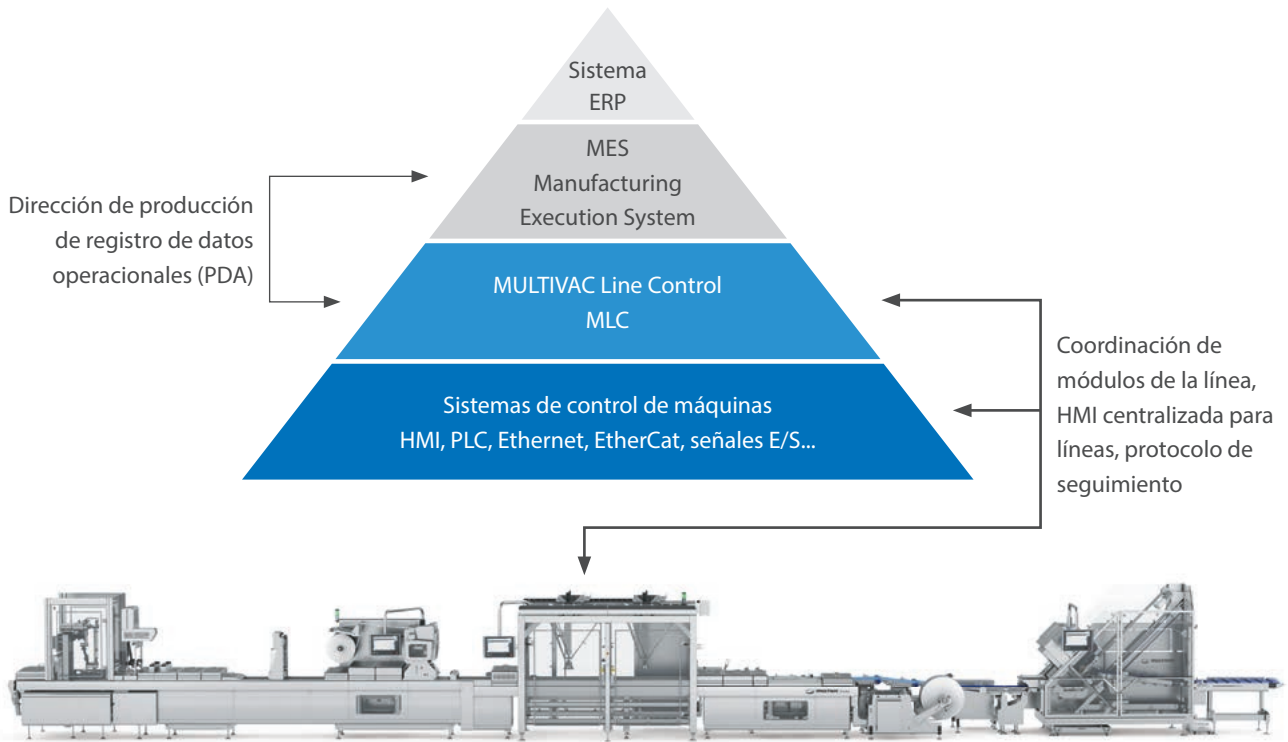 Sistema
ERP
MES
Manufacturing
Execution System
Dirección de producción
de registro de datos
operacionales (PDA)
MULTIVAC Line Control
MLC
Coordinación de
módulos de la línea,
HMI centralizada para
líneas, protocolo de
seguimiento
Sistemas de control de máquinas
HMI, PLC, Ethernet, EtherCat, señales E/S...